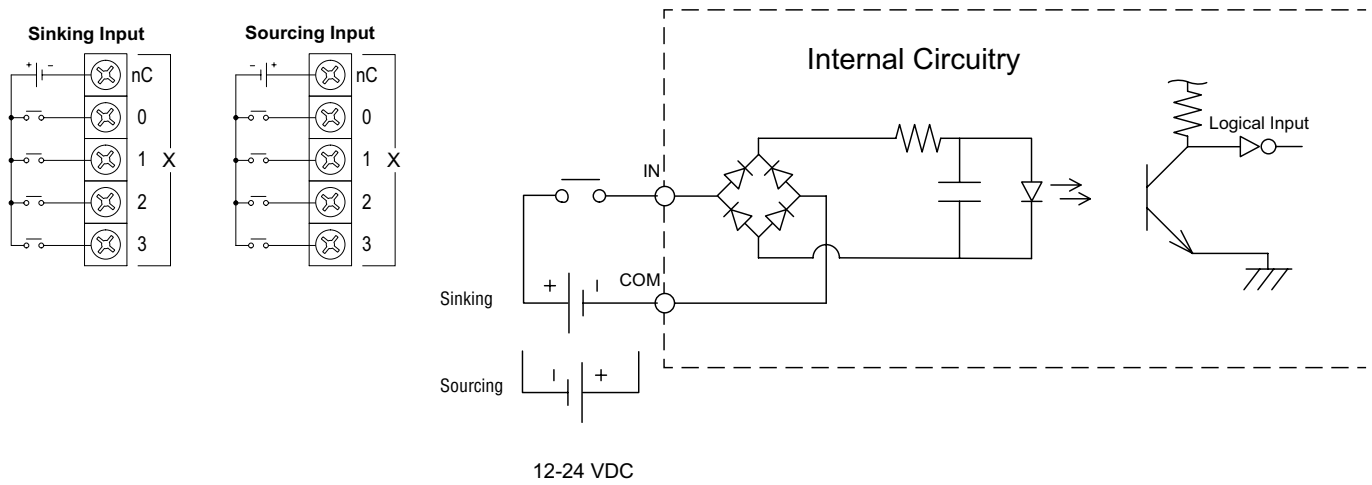 Sinking Input
+ -
nC
0
1 X
2
3
Sourcing Input
- +
nC
0
1 X
2
3
Internal Circuitry
Logical Input
IN
COM
Sinking + -
Sourcing - +
12-24 VDC